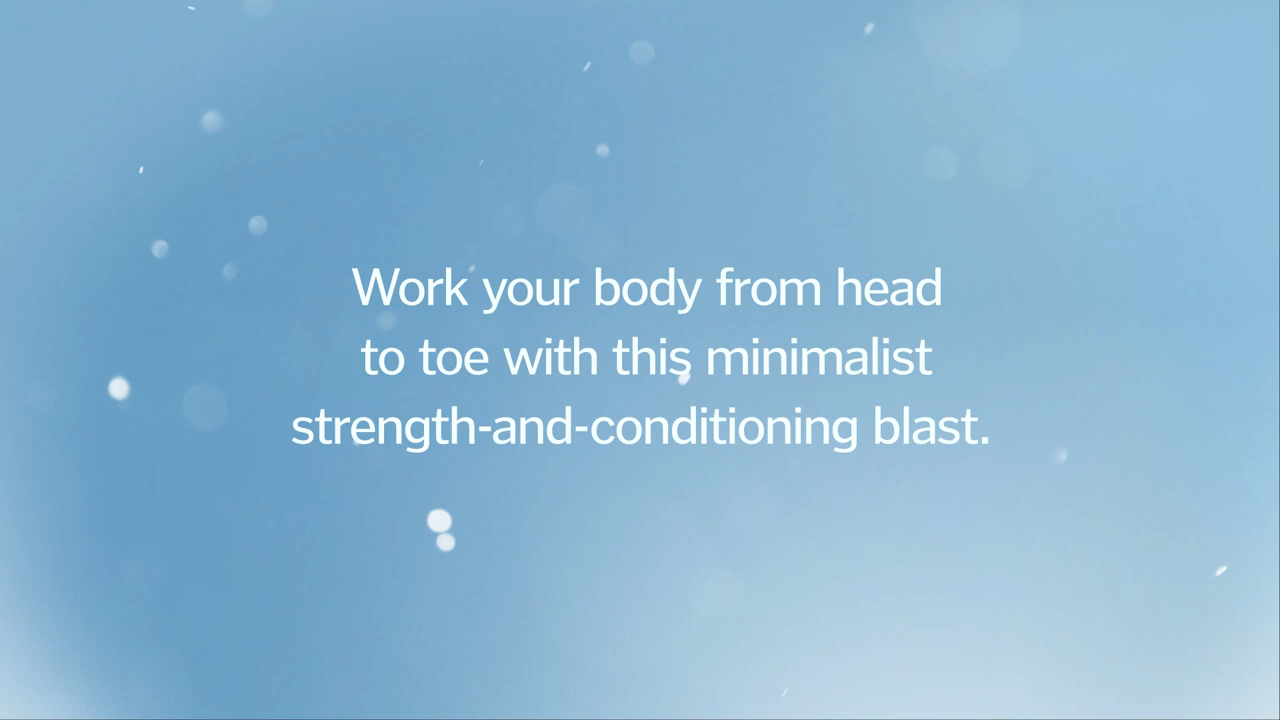 Work your body from head
to toe with this minimalist
strength-and-conditioning blast.